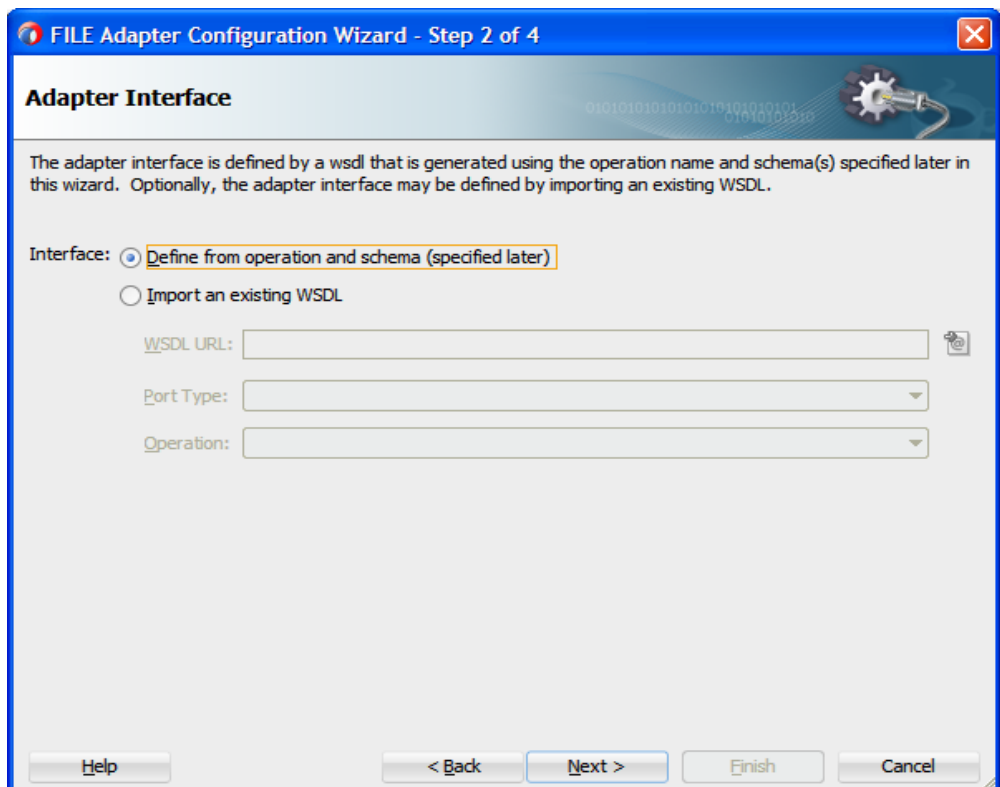 FILE Adapter Configuration Wizard - Step 2 of 4
Adapter Interface
The adapter interface is defined by a wsdl that is generated using the operation name and schema(s) specified later in
this wizard.  Optionally, the adapter interface may be defined by importing an existing WSDL.
Interface: Define from operation and schema (specified later)
Import an existing WSDL
WSDL URL:
Port Type:
Operation:
Help < Back Next > Finish Cancel